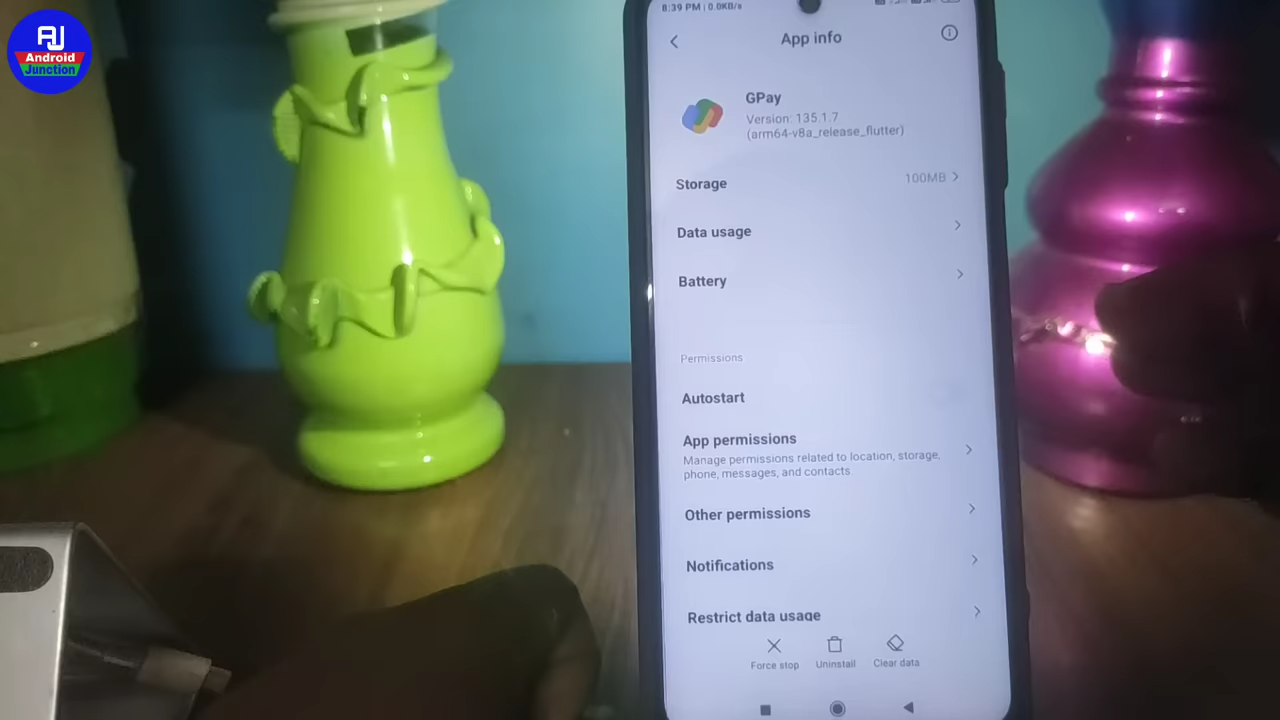 AJ
Android
Junction
8:39 PM | 0.0KB/s
App info
GPay
Version: 135.1.7
(arm64-v8a_release_flutter)
Storage
100MB
Data usage
Battery
Permissions
Autostart
App permissions
Manage permissions related to location, storage,
phone, messages, and contacts.
Other permissions
Notifications
Restrict data usage
Force stop
Uninstall
Clear data